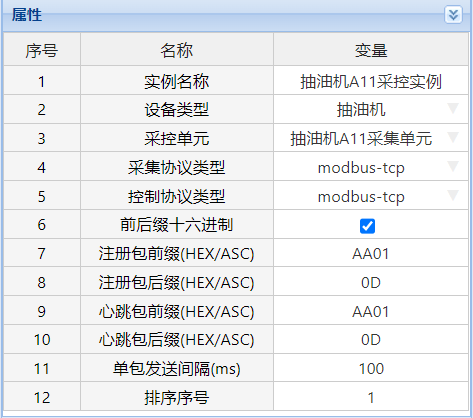 属性
序号 名称 变量
1 实例名称 抽油机A11采控实例
2 设备类型 抽油机
3 采控单元 抽油机A11采集单元
4 采集协议类型 modbus-tcp
5 控制协议类型 modbus-tcp
6 前后缀十六进制
7 注册包前缀(HEX/ASC) AA01
8 注册包后缀(HEX/ASC) 0D
9 心跳包前缀(HEX/ASC) AA01
10 心跳包后缀(HEX/ASC) 0D
11 单包发送间隔(ms) 100
12 排序序号 1